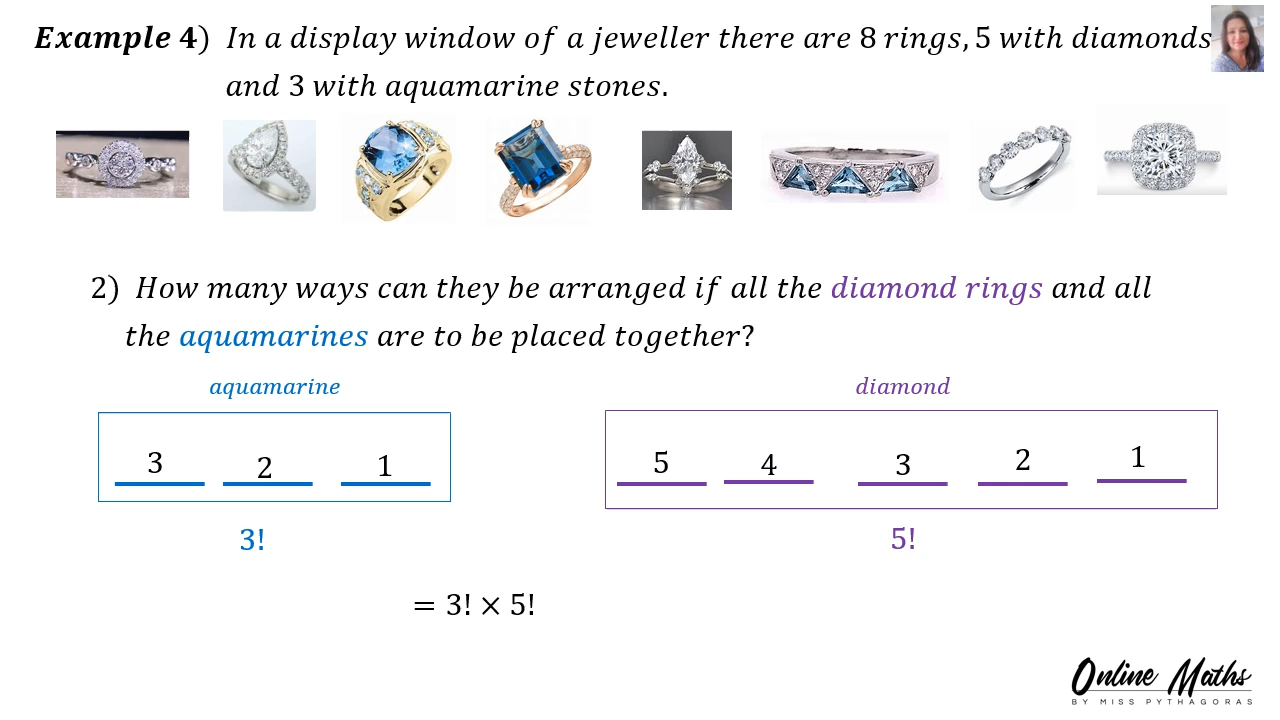 Example 4) In a display window of a jeweller there are 8 rings, 5 with diamonds
and 3 with aquamarine stones.
2) How many ways can they be arranged if all the diamond rings and all
the aquamarines are to be placed together?
aquamarine diamond
3 2 1 5 4 3 2 1
3! 5!
= 3! × 5!
Online Maths
BY MISS PYTHAGORAS